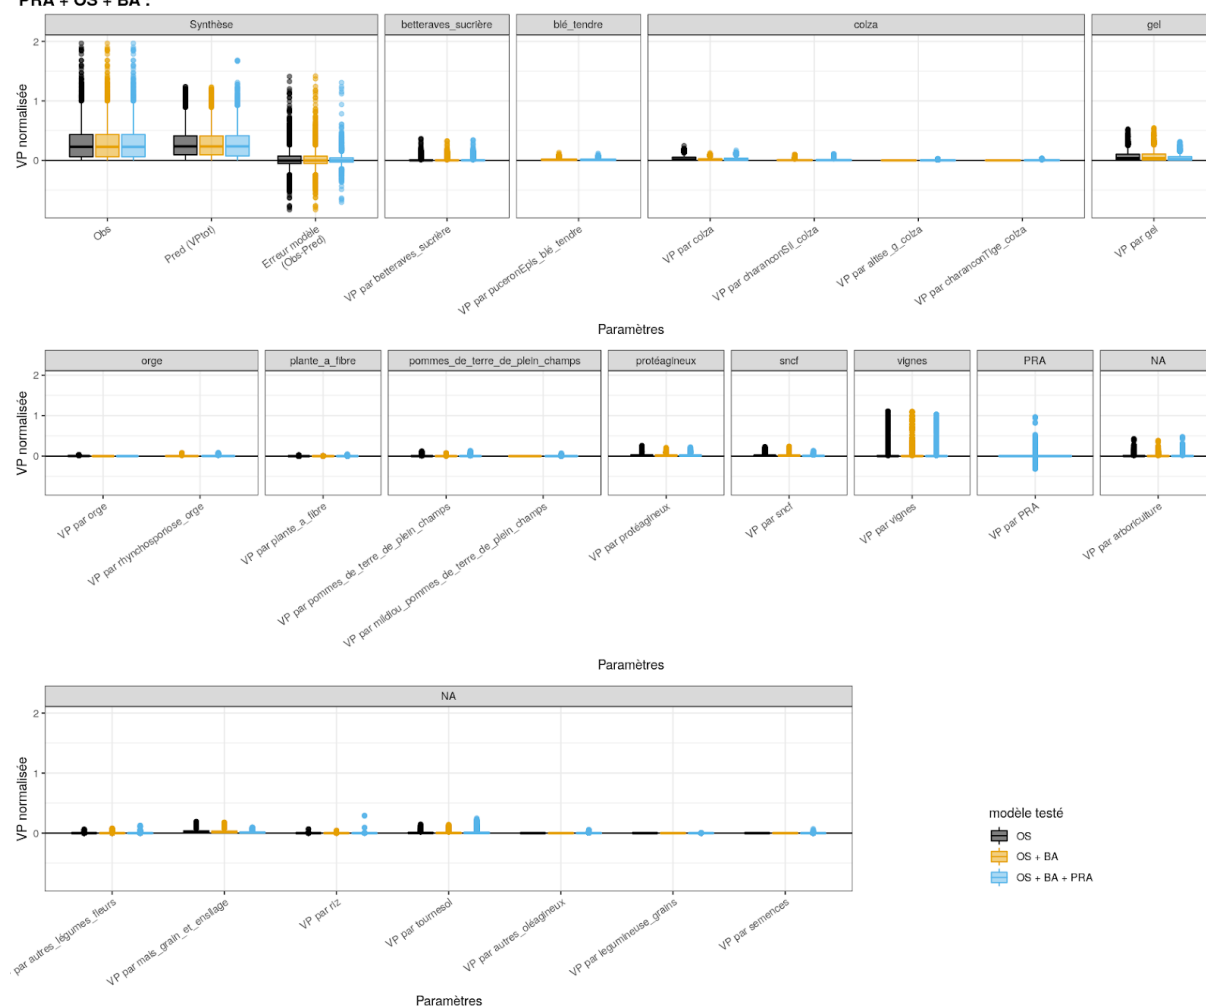 PRA + OS + BA :
Synthèse
betteraves_sucrière
blé_tendre
colza
gel
VP normalisée
2
1
0
Obs
Pred (VPtot)
Erreur modèle
(Obs-Pred)
VP par betteraves_sucrière
VP par puceronEpis_blé_tendre
VP par colza
VP par charanconSil_colza
VP par altise_g_colza
VP par charanconTige_colza
VP par gel
Paramètres
orge
plante_a_fibre
pommes_de_terre_de_plein_champs
protéagineux
sncf
vignes
PRA
NA
VP normalisée
2
1
0
VP par orge
VP par rhynchosporiose_orge
VP par plante_a_fibre
VP par pommes_de_terre_de_plein_champs
VP par mildiou_pommes_de_terre_de_plein_champs
VP par protéagineux
VP par sncf
VP par vignes
VP par PRA
VP par arboriculture
Paramètres
NA
VP normalisée
2
1
0
par autres_légumes_fleurs
VP par maïs_grain_et_ensilage
VP par riz
VP par tournesol
VP par autres_oléagineux
VP par legumineuse_grains
VP par semences
Paramètres
modèle testé
OS
OS + BA
OS + BA + PRA